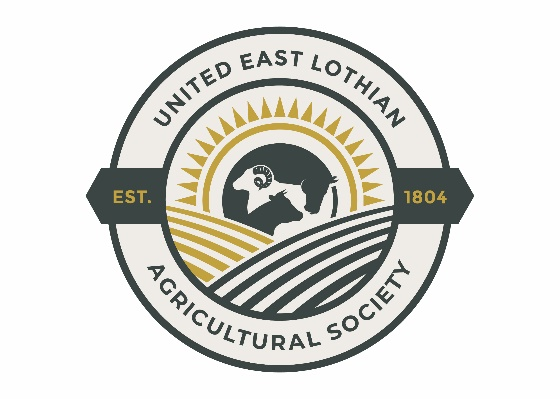 UNITED EAST LOTHIAN
EST. 1804
AGRICULTURAL SOCIETY